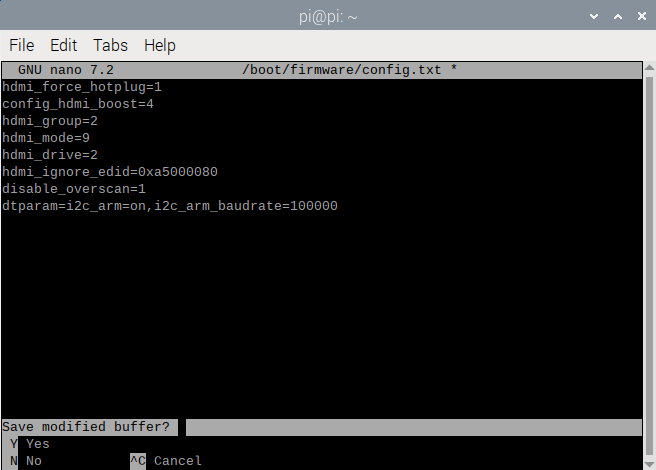 pi@pi: ~
File Edit Tabs Help
GNU nano 7.2 /boot/firmware/config.txt *
hdmi_force_hotplug=1
config_hdmi_boost=4
hdmi_group=2
hdmi_mode=9
hdmi_drive=2
hdmi_ignore_edid=0xa5000080
disable_overscan=1
dtparam=i2c_arm=on,i2c_arm_baudrate=100000
Save modified buffer?
Y Yes
N No ^C Cancel